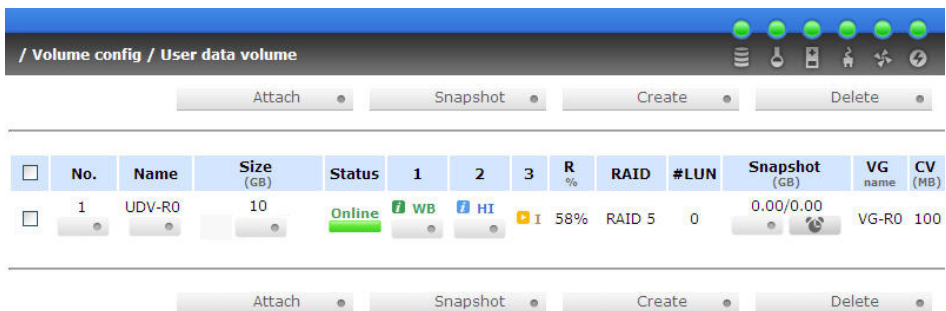 / Volume config / User data volume
Attach Snapshot Create Delete
No. Name Size (GB) Status 1 2 3 R % RAID #LUN Snapshot (GB) VG name CV (MB)
1 UDV-R0 10 Online WB HI I 58% RAID 5 0 0.00/0.00 VG-R0 100
Attach Snapshot Create Delete